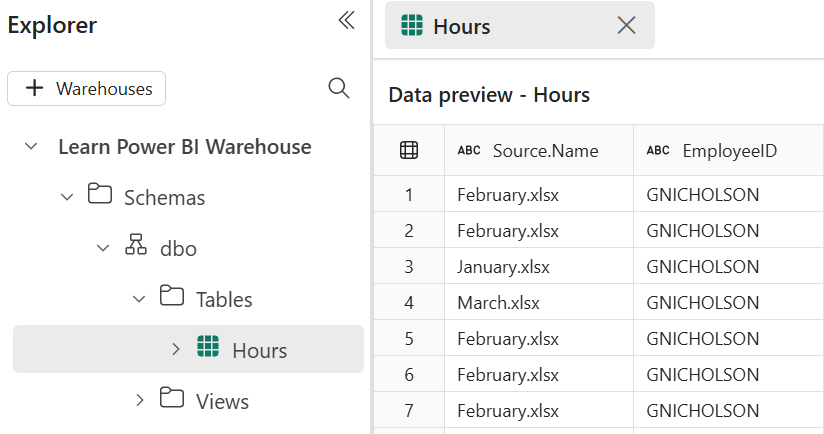 Explorer
+ Warehouses
Learn Power BI Warehouse
Schemas
dbo
Tables
Hours
Views
Hours
Data preview - Hours
ABC Source.Name ABC EmployeeID
1 February.xlsx GNICHOLSON
2 February.xlsx GNICHOLSON
3 January.xlsx GNICHOLSON
4 March.xlsx GNICHOLSON
5 February.xlsx GNICHOLSON
6 February.xlsx GNICHOLSON
7 February.xlsx GNICHOLSON